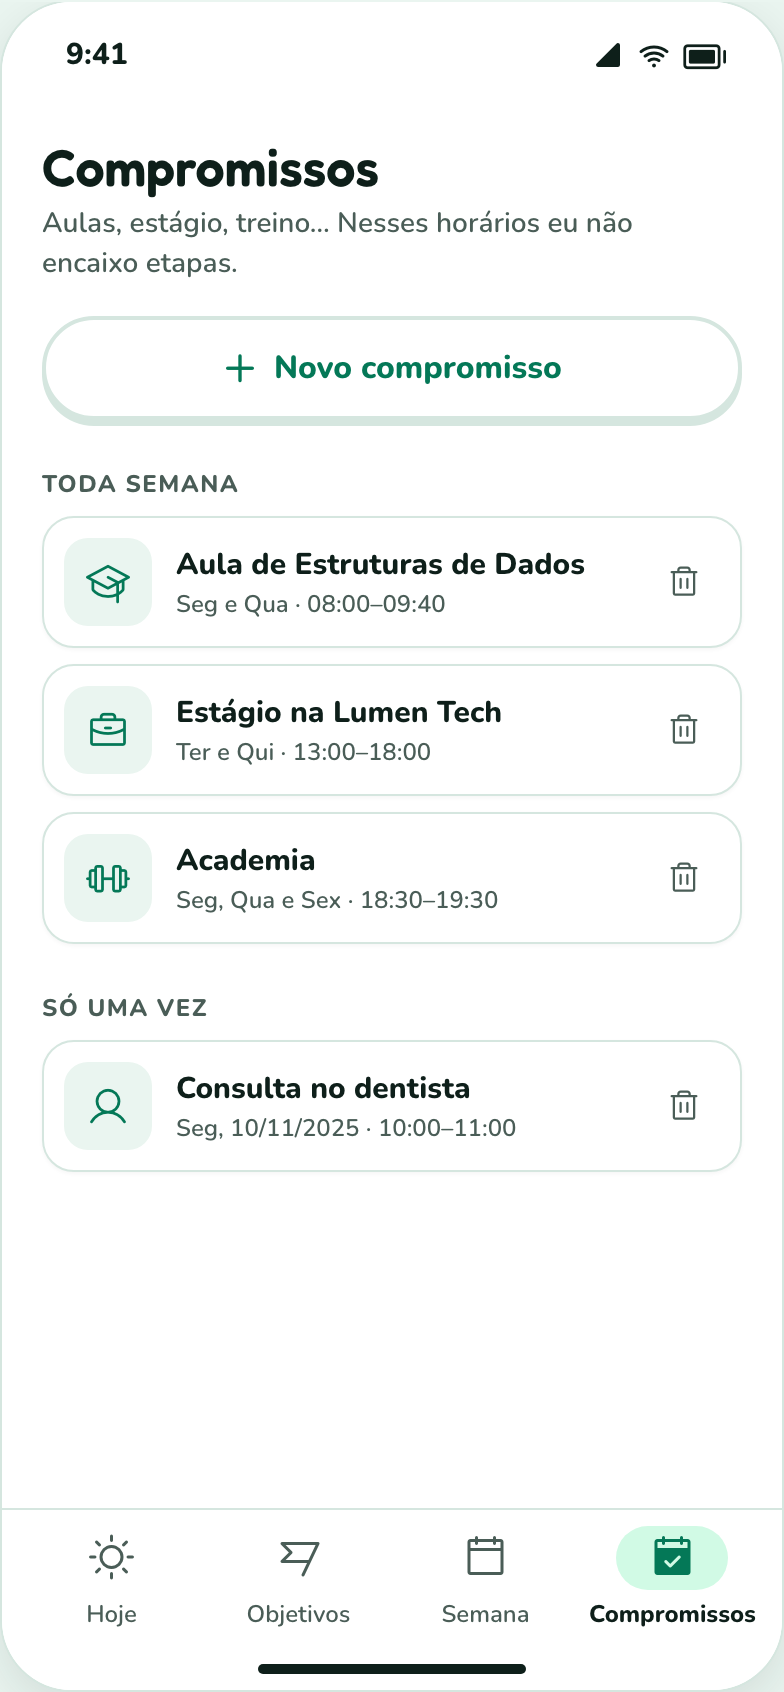 9:41
Compromissos
Aulas, estágio, treino... Nesses horários eu não
encaixo etapas.
Novo compromisso
TODA SEMANA
Aula de Estruturas de Dados
Seg e Qua · 08:00–09:40
Estágio na Lumen Tech
Ter e Qui · 13:00–18:00
Academia
Seg, Qua e Sex · 18:30–19:30
SÓ UMA VEZ
Consulta no dentista
Seg, 10/11/2025 · 10:00–11:00
Hoje Objetivos Semana Compromissos